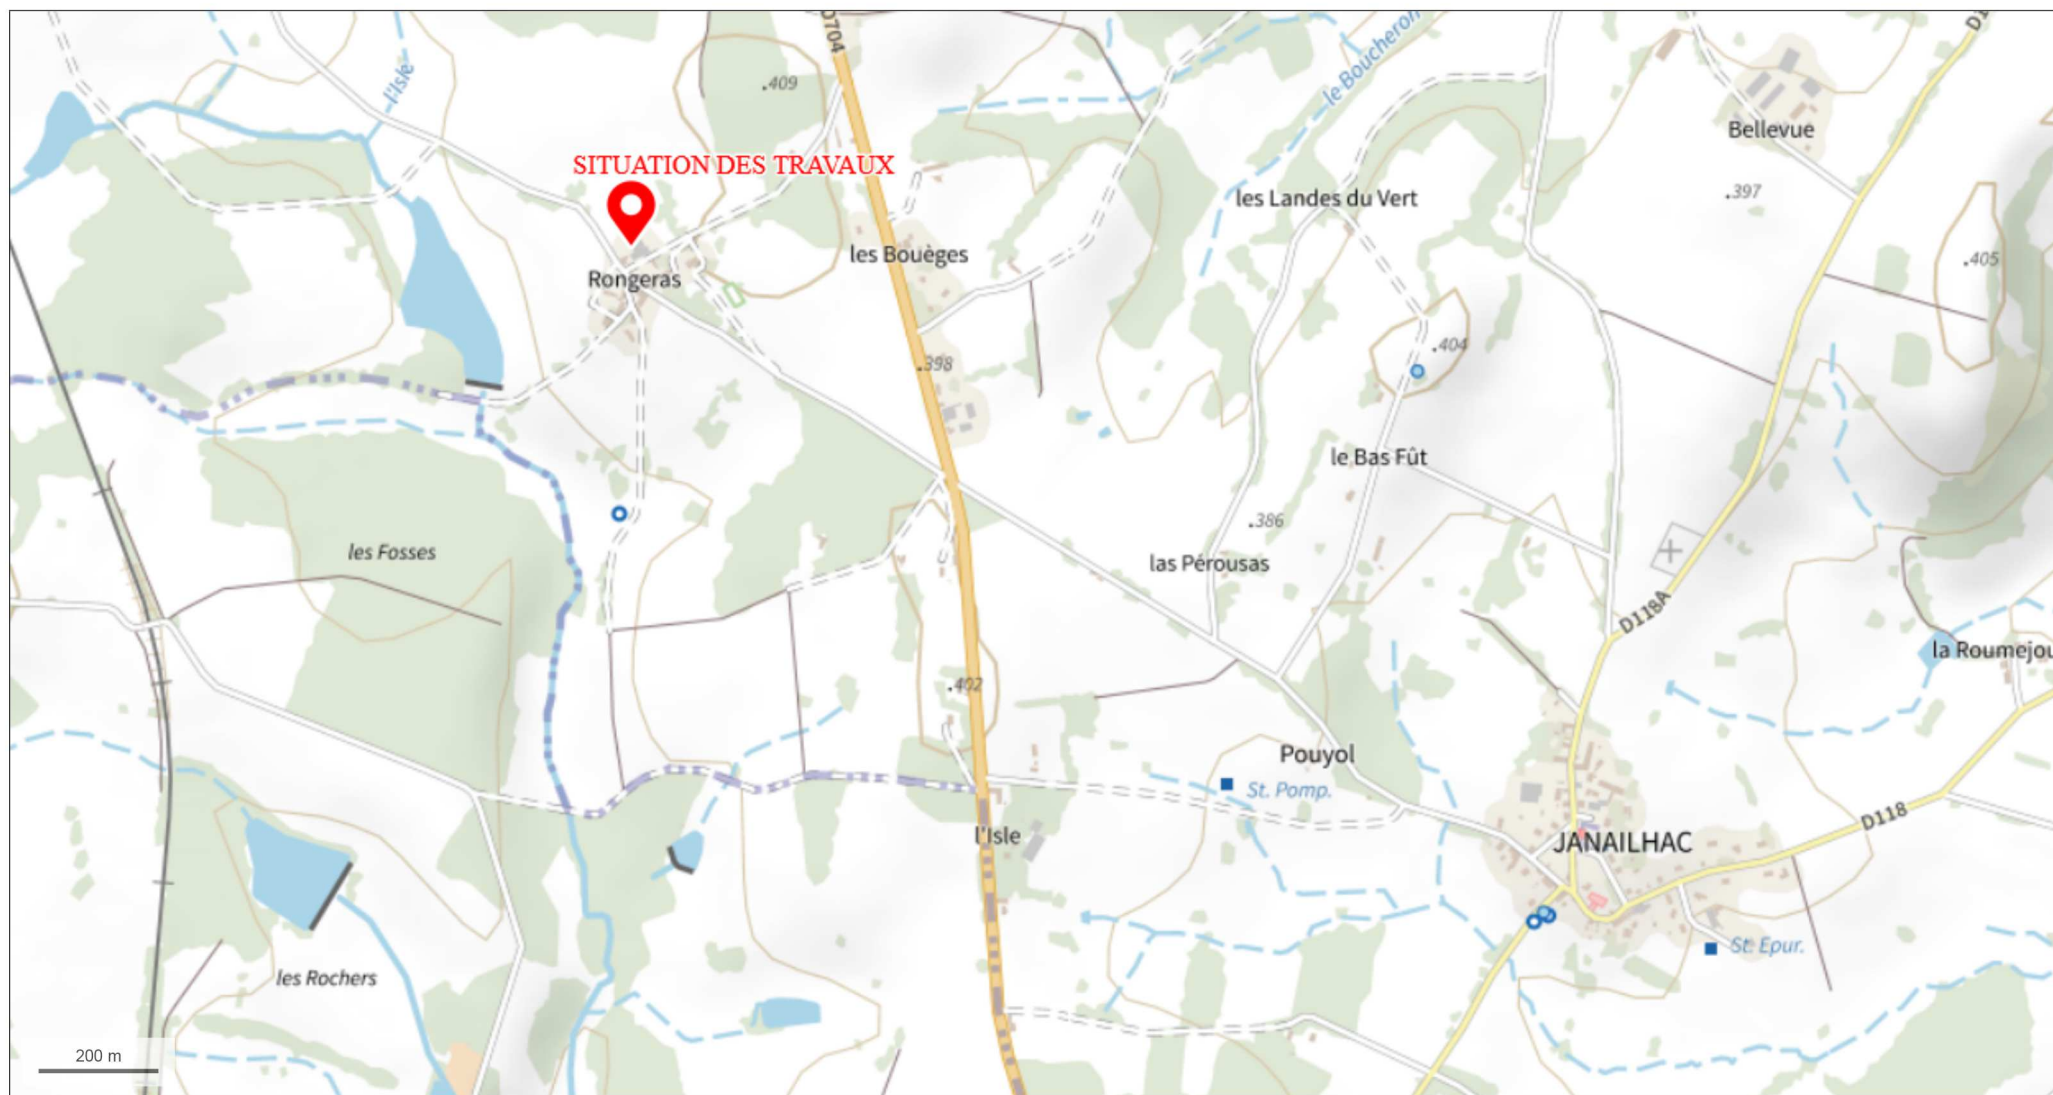 D704
l'Isle
le Boucheron
.409
Bellevue
SITUATION DES TRAVAUX
.397
les Landes du Vert
les Bouèges
.405
Rongeras
.404
.398
le Bas Fût
.386
les Fosses
las Pérousas
D118A
la Roumejou
.402
Pouyol
St. Pomp.
D118
l'Isle
JANAILHAC
St. Epur.
les Rochers
200 m